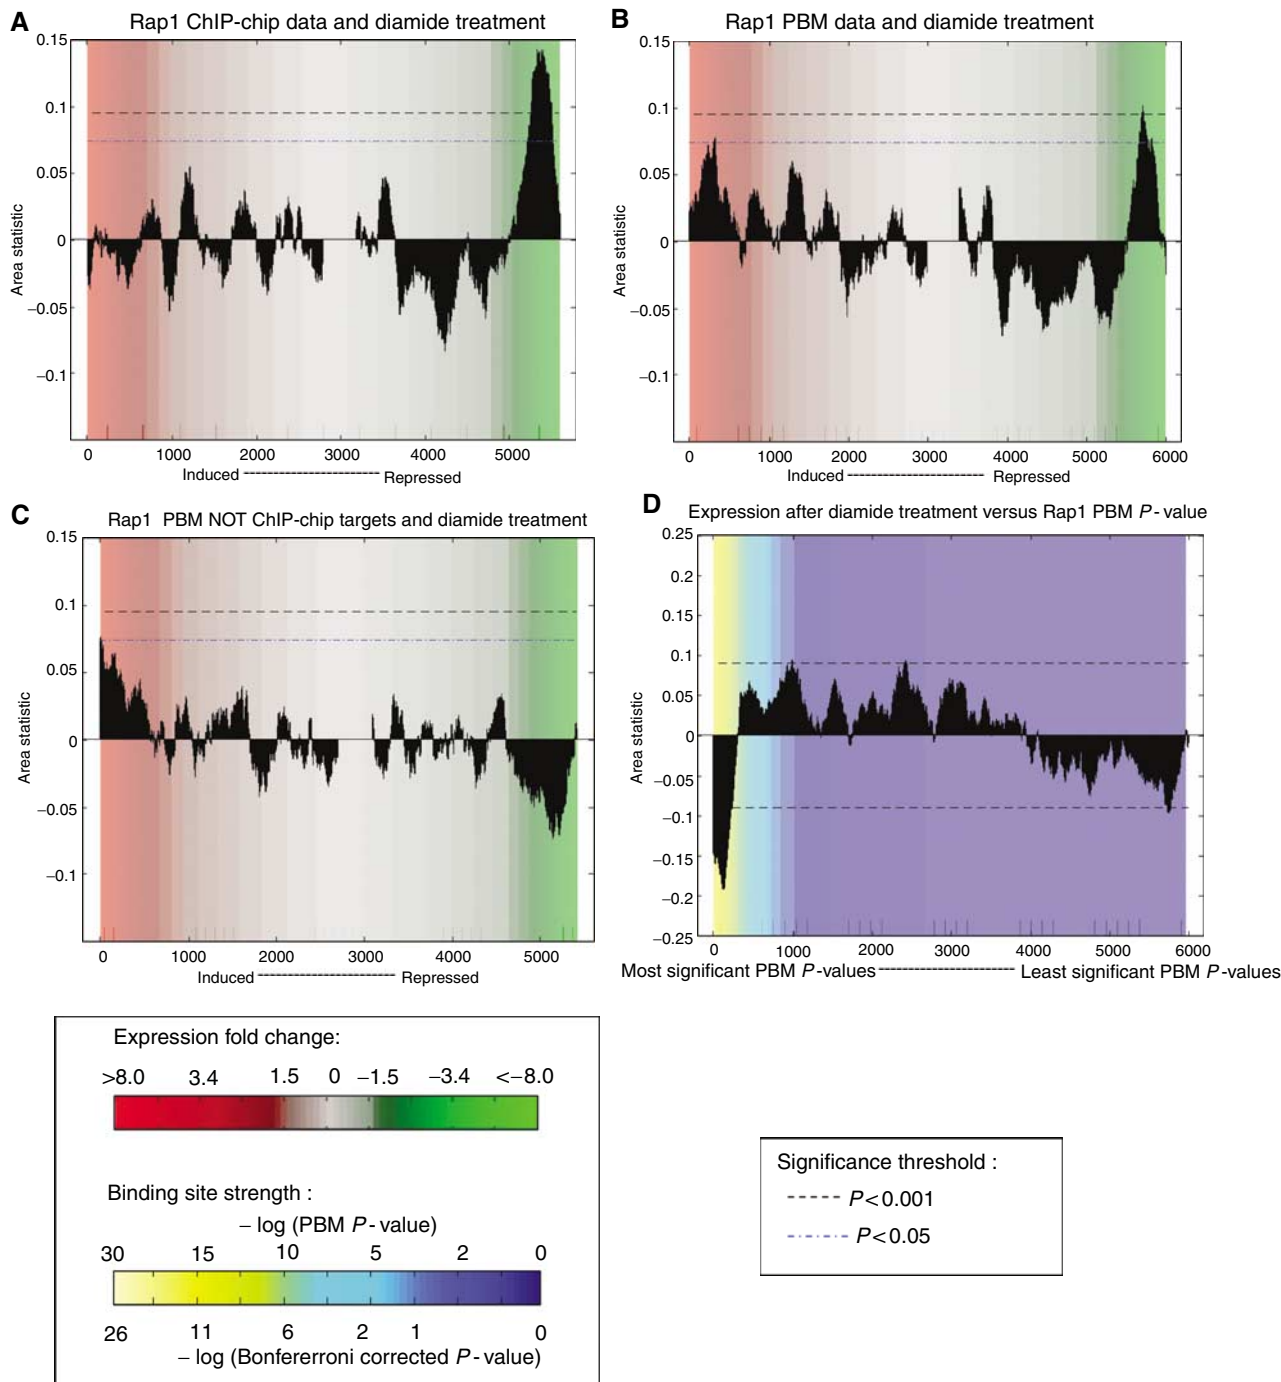 A
Rap1 ChIP-chip data and diamide treatment
0.15
0.1
0.05
0
−0.05
−0.1
Area statistic
0 1000 2000 3000 4000 5000
Induced ---------------------- Repressed
B
Rap1 PBM data and diamide treatment
0.15
0.1
0.05
0
−0.05
−0.1
Area statistic
0 1000 2000 3000 4000 5000 6000
Induced ---------------------- Repressed
C
Rap1 PBM NOT ChIP-chip targets and diamide treatment
0.15
0.1
0.05
0
−0.05
−0.1
Area statistic
0 1000 2000 3000 4000 5000
Induced ---------------------- Repressed
D
Expression after diamide treatment versus Rap1 PBM P-value
0.25
0.2
0.15
0.1
0.05
0
−0.05
−0.1
−0.15
−0.2
−0.25
Area statistic
0 1000 2000 3000 4000 5000 6000
Most significant PBM P-values ---------------------- Least significant PBM P-values
Expression fold change:
>8.0 3.4 1.5 0 −1.5 −3.4 <−8.0
Binding site strength :
− log (PBM P-value)
30 15 10 5 2 0
26 11 6 2 1 0
− log (Bonfererroni corrected P-value)
Significance threshold :
P<0.001
P<0.05